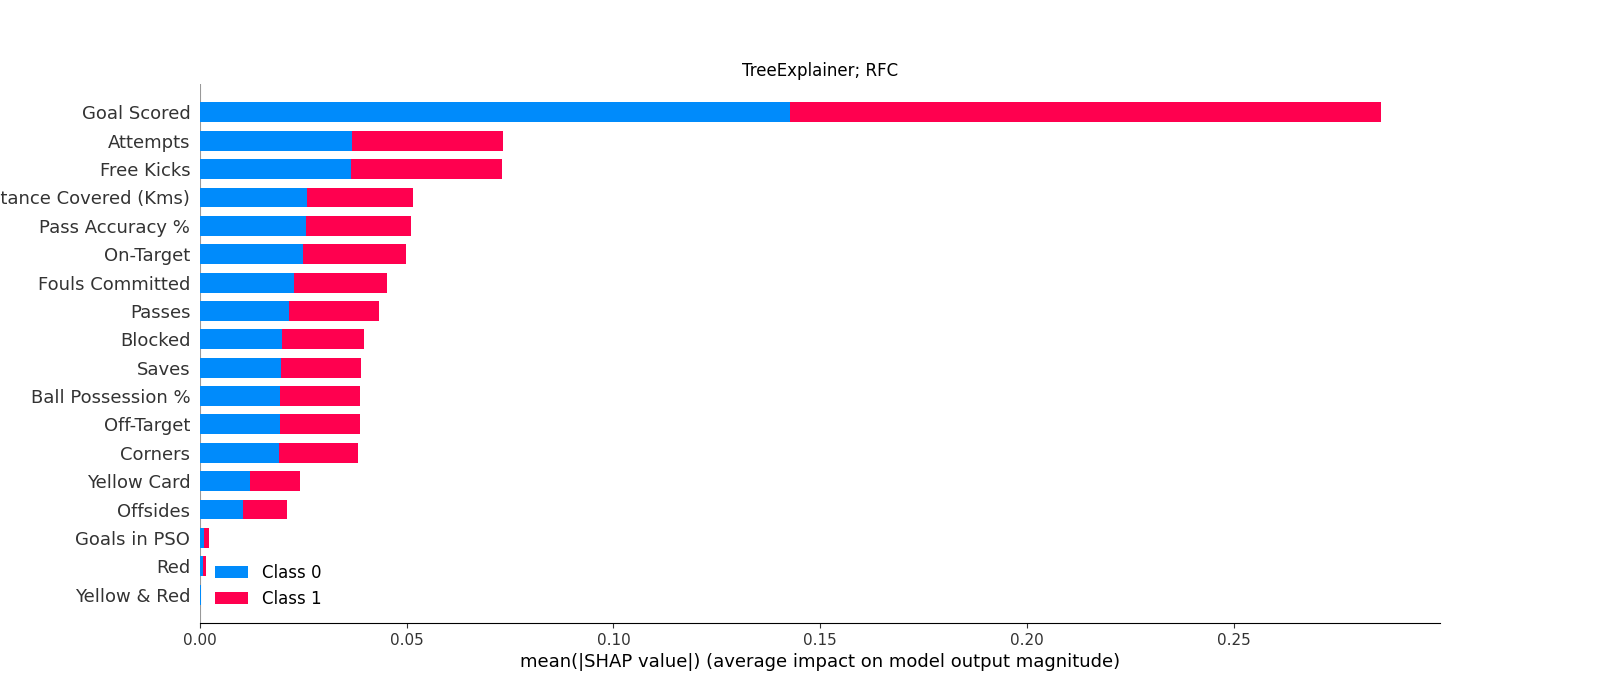 TreeExplainer; RFC
Goal Scored
Attempts
Free Kicks
tance Covered (Kms)
Pass Accuracy %
On-Target
Fouls Committed
Passes
Blocked
Saves
Ball Possession %
Off-Target
Corners
Yellow Card
Offsides
Goals in PSO
Red
Yellow & Red
Class 0
Class 1
0.00 0.05 0.10 0.15 0.20 0.25
mean(|SHAP value|) (average impact on model output magnitude)